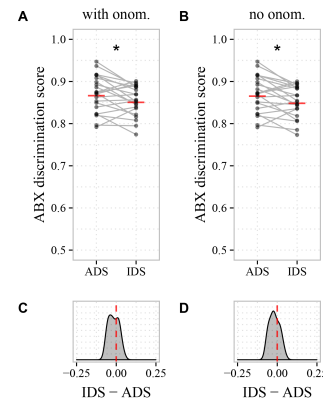 A with onom.
B no onom.
*
*
ABX discrimination score
1.0
0.9
0.8
0.7
0.6
0.5
ADS IDS
ABX discrimination score
1.0
0.9
0.8
0.7
0.6
0.5
ADS IDS
C
−0.25 0.00 0.25
IDS − ADS
D
−0.25 0.00 0.25
IDS − ADS